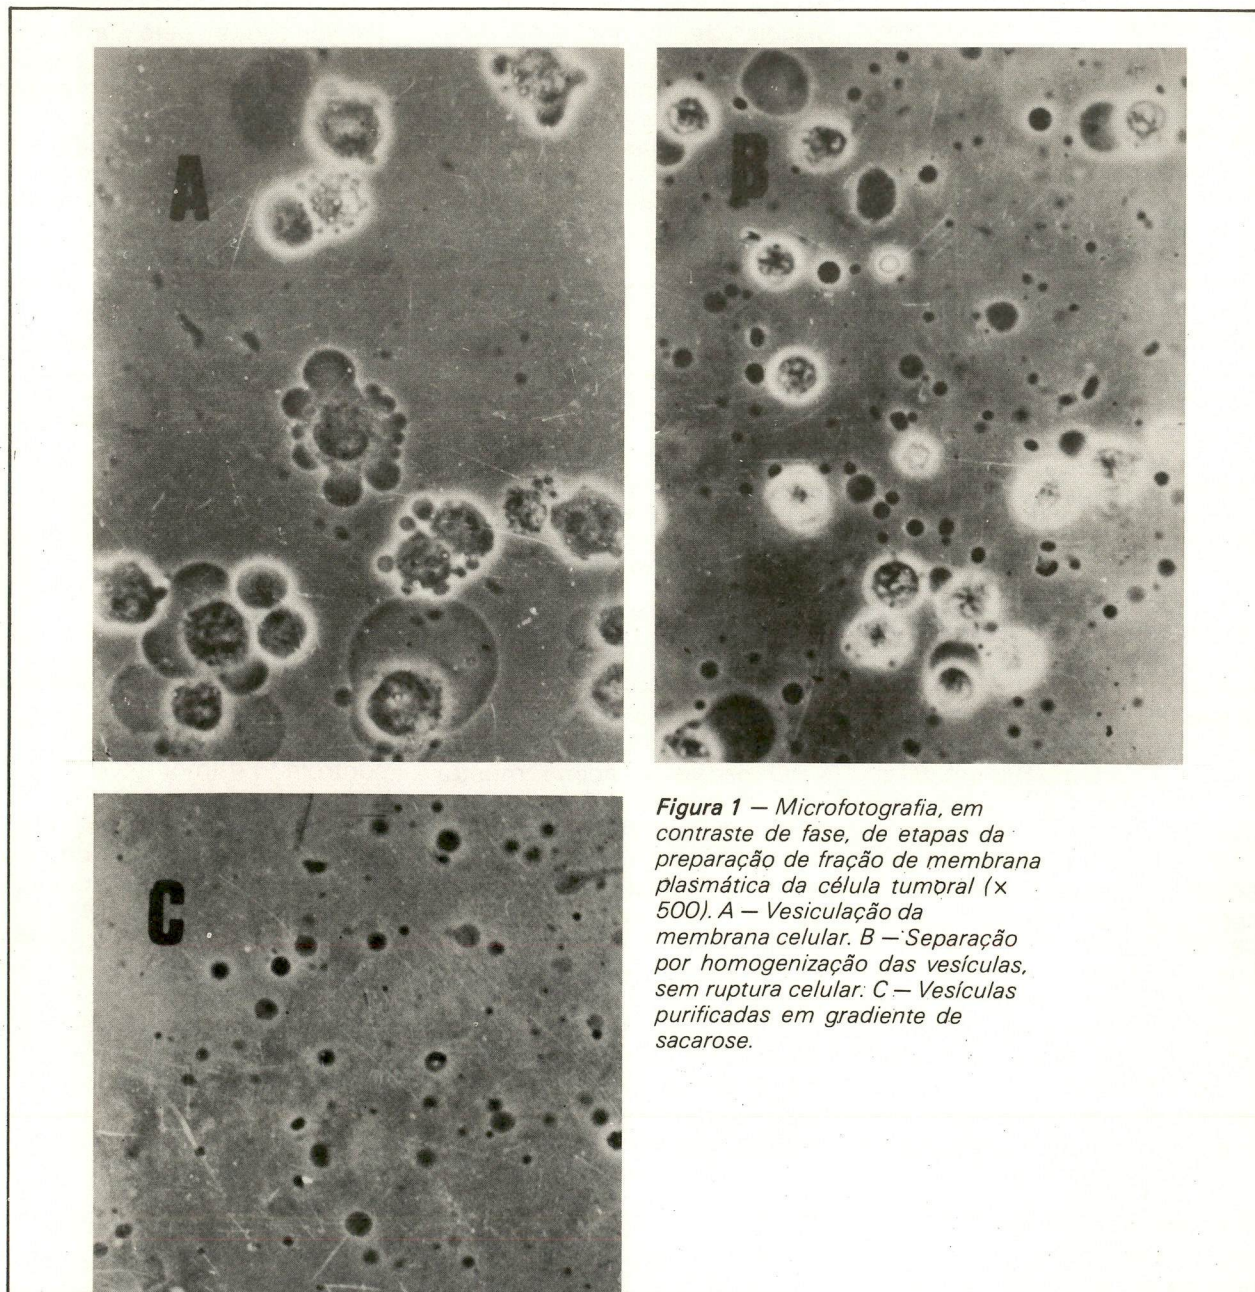 A
B
C
Figura 1 — Microfotografia, em
contraste de fase, de etapas da
preparação de fração de membrana
plasmática da célula tumoral (x
500). A — Vesiculação da
membrana celular. B — Separação
por homogenização das vesículas,
sem ruptura celular. C — Vesículas
purificadas em gradiente de
sacarose.